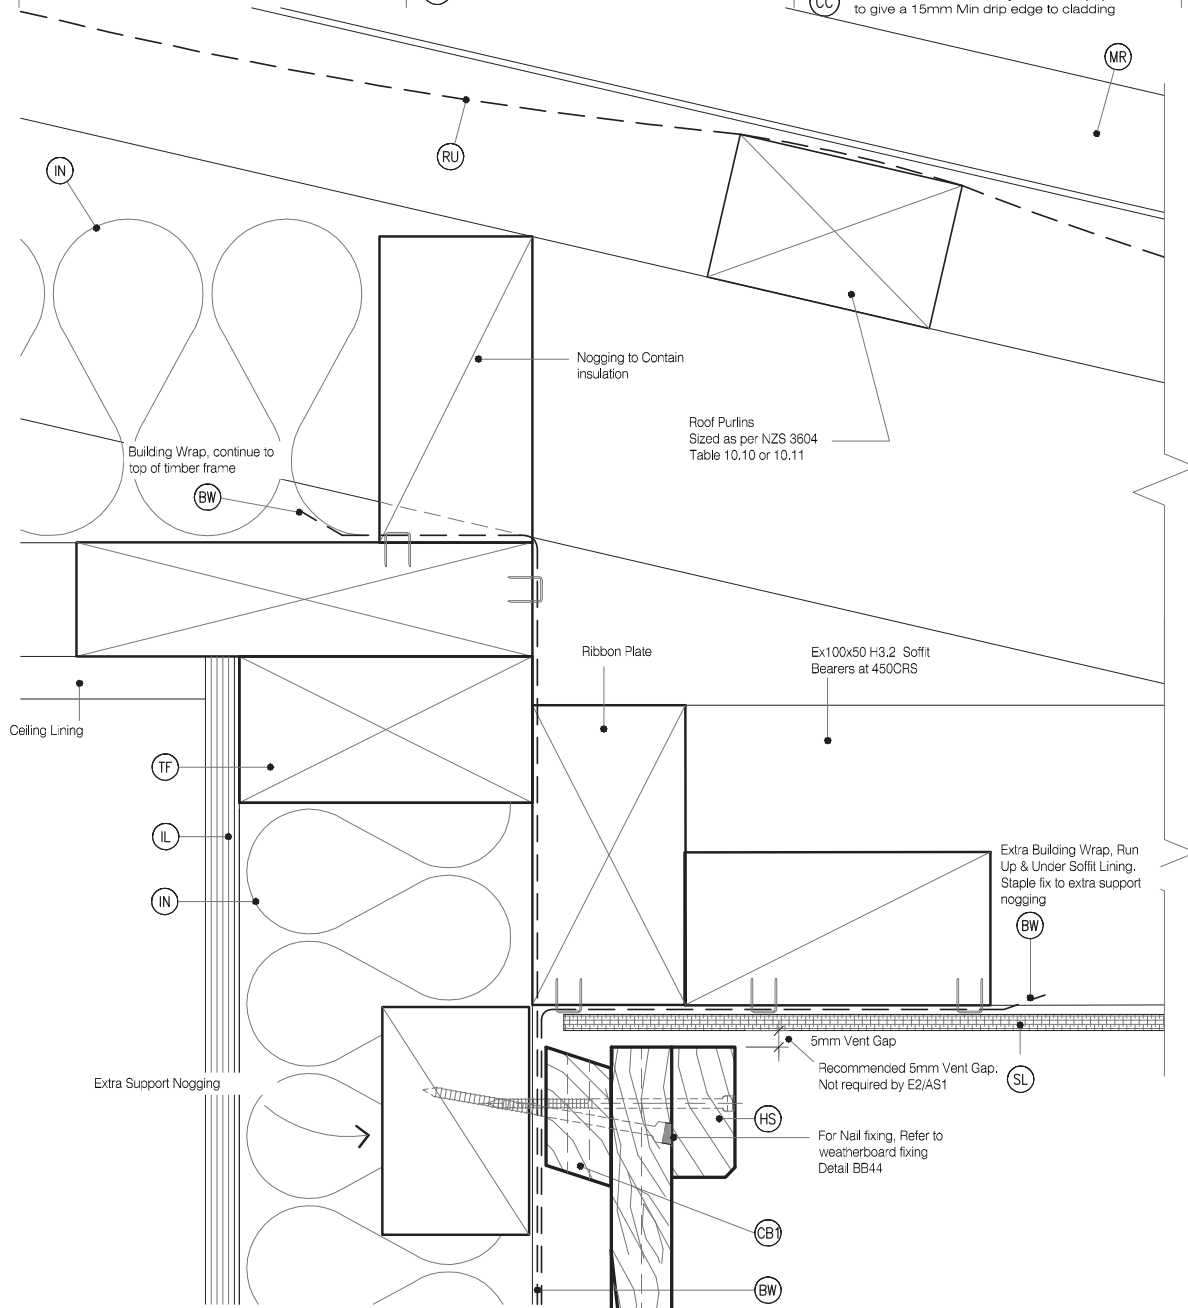 CC
to give a 15mm Min drip edge to cladding
MR
RU
IN
Nogging to Contain
insulation
Roof Purlins
Sized as per NZS 3604
Table 10.10 or 10.11
Building Wrap, continue to
top of timber frame
BW
Ribbon Plate
Ex100x50 H3.2 Soffit
Bearers at 450CRS
Ceiling Lining
TF
IL
IN
Extra Building Wrap, Run
Up & Under Soffit Lining.
Staple fix to extra support
nogging
BW
5mm Vent Gap
Recommended 5mm Vent Gap.
Not required by E2/AS1
SL
Extra Support Nogging
HS
For Nail fixing, Refer to
weatherboard fixing
Detail BB44
CB1
BW